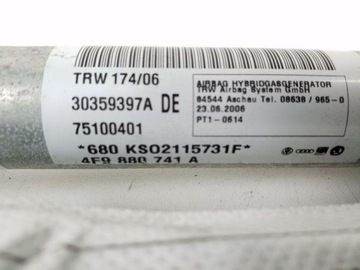 TRW 174/06
30359397A DE
75100401
*680 KS02115731F*
4F9 880 741 A
AIRBAG HYBRIDGASGENERATOR
TRW Airbag System GmbH
84544 Aschau Tel. 08638 / 965-0
23.06.2006
PT1-0614